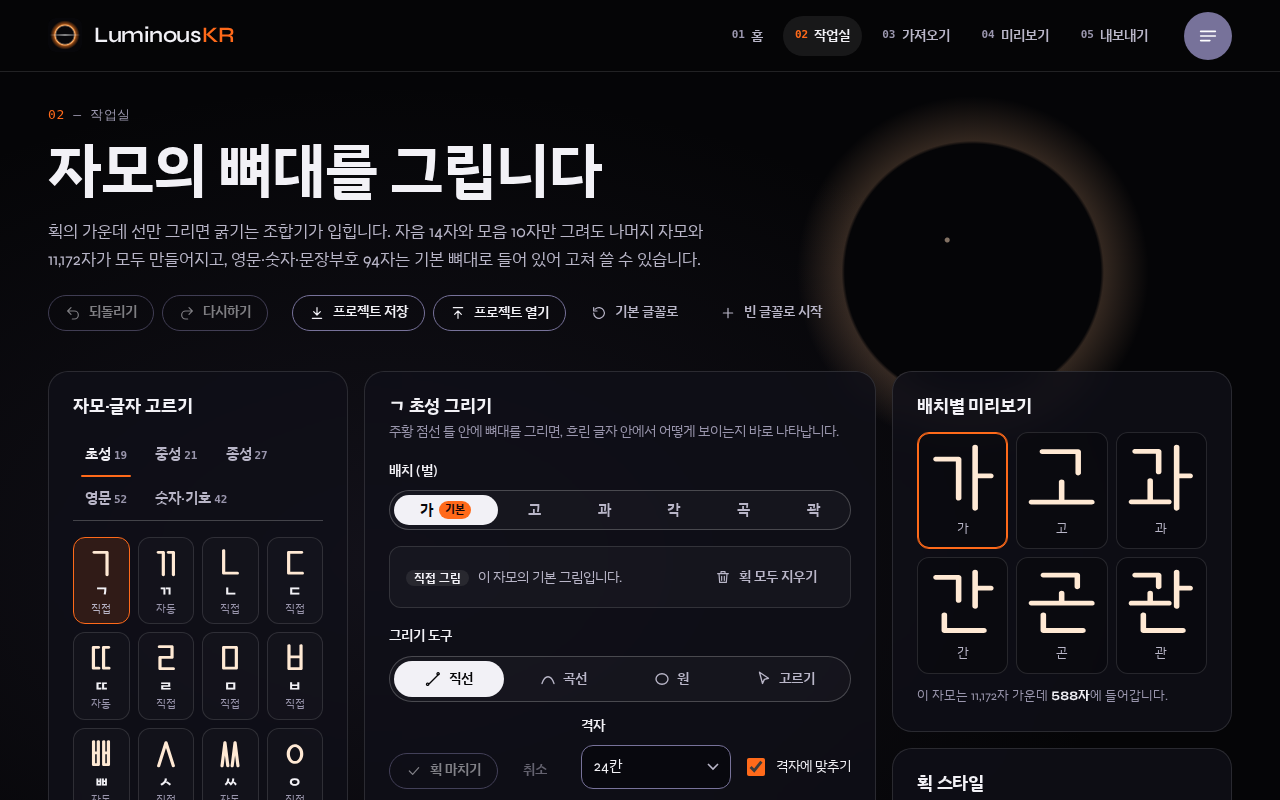 LuminousKR
01 홈
02 작업실
03 가져오기
04 미리보기
05 내보내기
02 — 작업실
자모의 뼈대를 그립니다
획의 가운데 선만 그리면 굵기는 조합기가 입힙니다. 자음 14자와 모음 10자만 그려도 나머지 자모와
11,172자가 모두 만들어지고, 영문·숫자·문장부호 94자는 기본 뼈대로 들어 있어 고쳐 쓸 수 있습니다.
되돌리기
다시하기
프로젝트 저장
프로젝트 열기
기본 글꼴로
빈 글꼴로 시작
자모·글자 고르기
초성 19
중성 21
종성 27
영문 52
숫자·기호 42
ㄱ ㄲ ㄴ ㄷ
ㄱ ㄲ ㄴ ㄷ
직접 자동 직접 직접
ㄸ ㄹ ㅁ ㅂ
ㄸ ㄹ ㅁ ㅂ
자동 직접 직접 직접
ㅃ ㅅ ㅆ ㅇ
ㅃ ㅅ ㅆ ㅇ
자동 직접 자동 직접
ㄱ 초성 그리기
주황 점선 틀 안에 뼈대를 그리면, 흐린 글자 안에서 어떻게 보이는지 바로 나타납니다.
배치 (벌)
가 기본
고
과
각
곡
곽
직접 그림 이 자모의 기본 그림입니다.
획 모두 지우기
그리기 도구
직선
곡선
원
고르기
격자
획 마치기
취소
24칸
격자에 맞추기
배치별 미리보기
가 고 과
가 고 과
간 곤 관
간 곤 관
이 자모는 11,172자 가운데 588자에 들어갑니다.
획 스타일